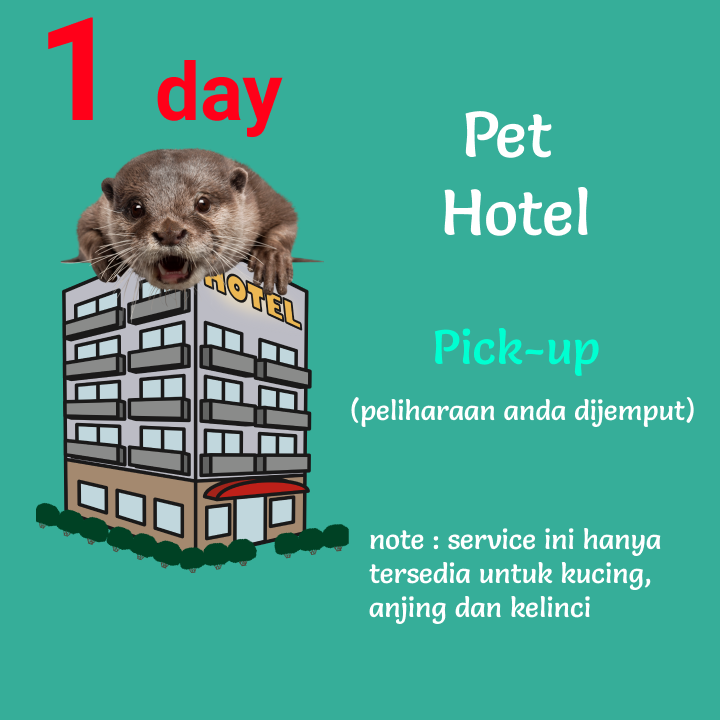 1 day
Pet
Hotel
HOTEL
Pick-up
(peliharaan anda dijemput)
note : service ini hanya
tersedia untuk kucing,
anjing dan kelinci